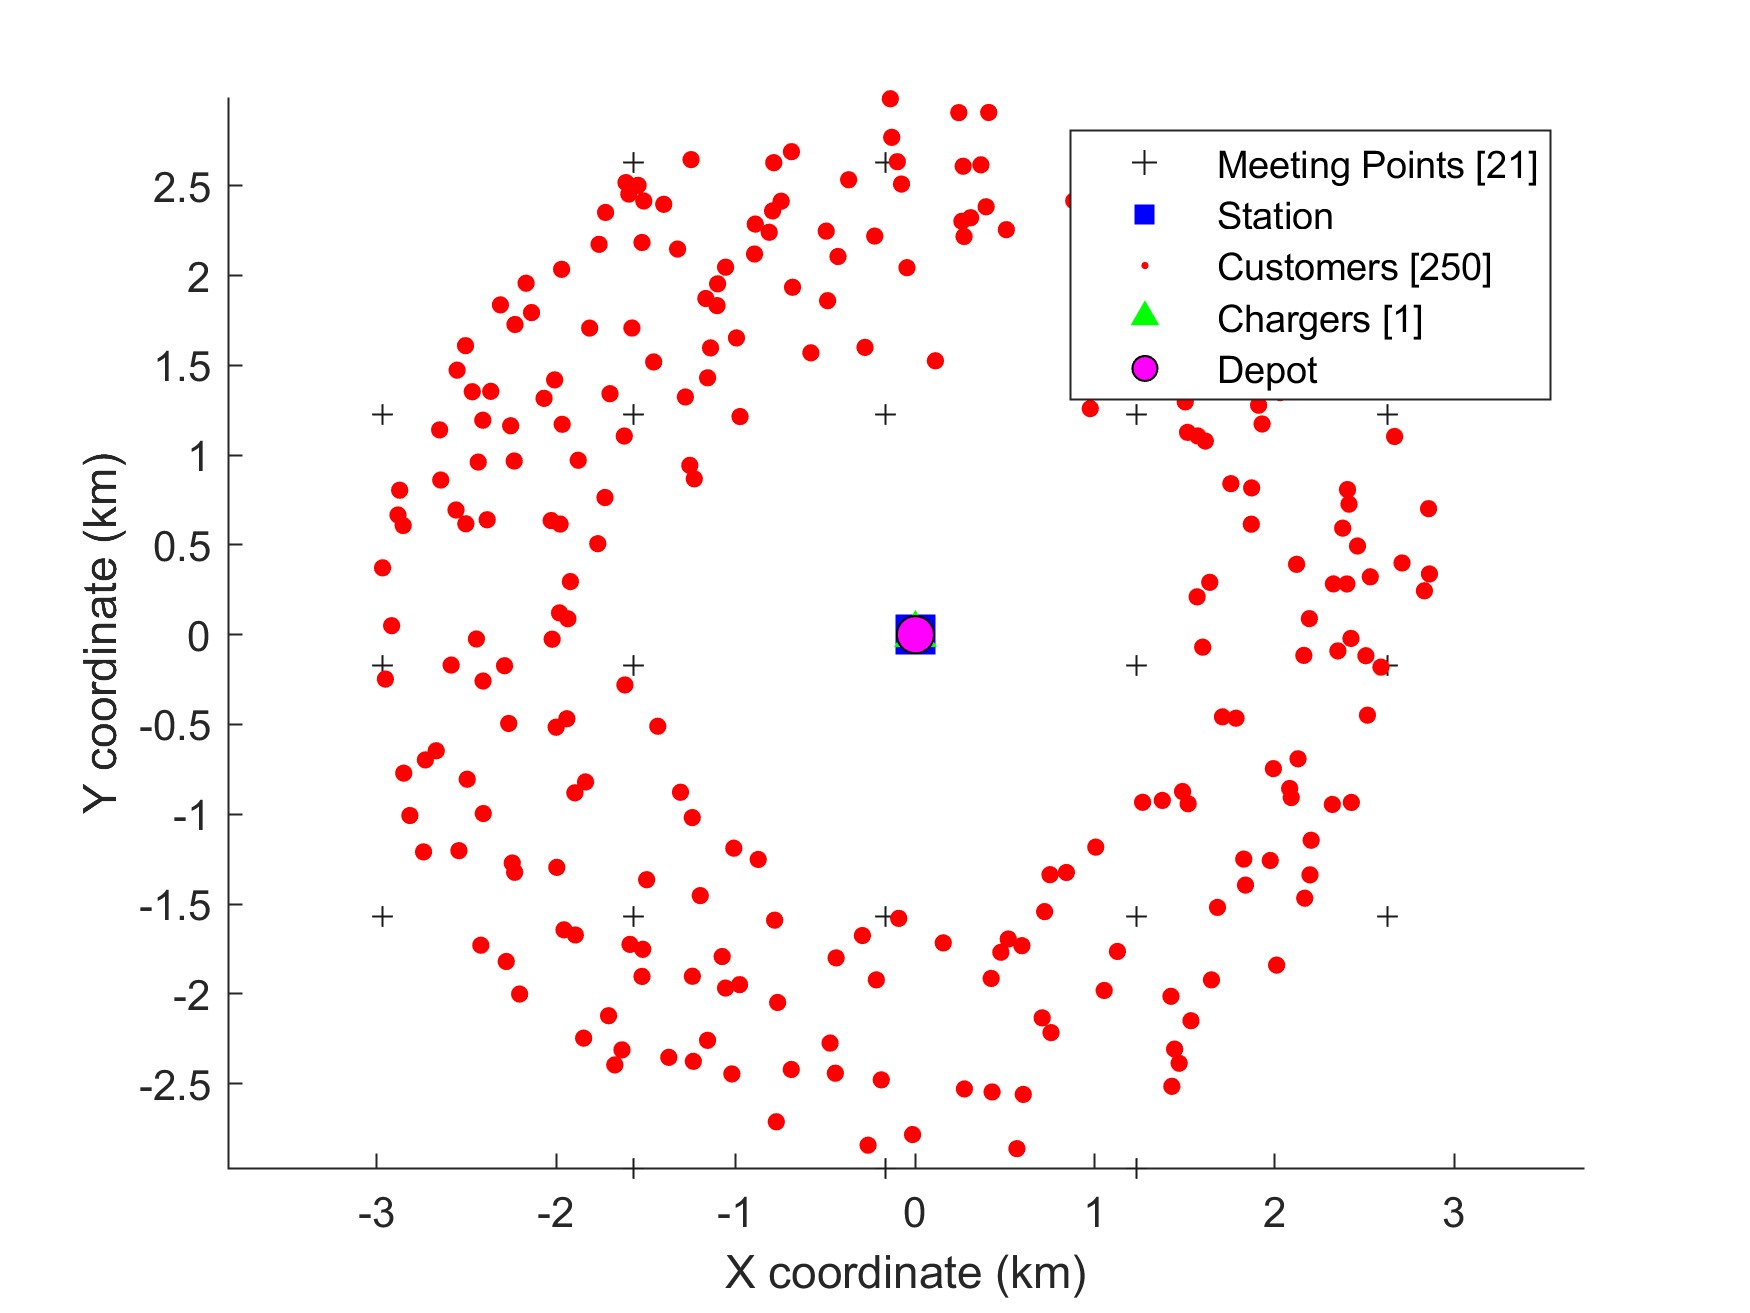 Meeting Points [21]
Station
Customers [250]
Chargers [1]
Depot
2.5
2
1.5
1
0.5
0
-0.5
-1
-1.5
-2
-2.5
Y coordinate (km)
-3 -2 -1 0 1 2 3
X coordinate (km)